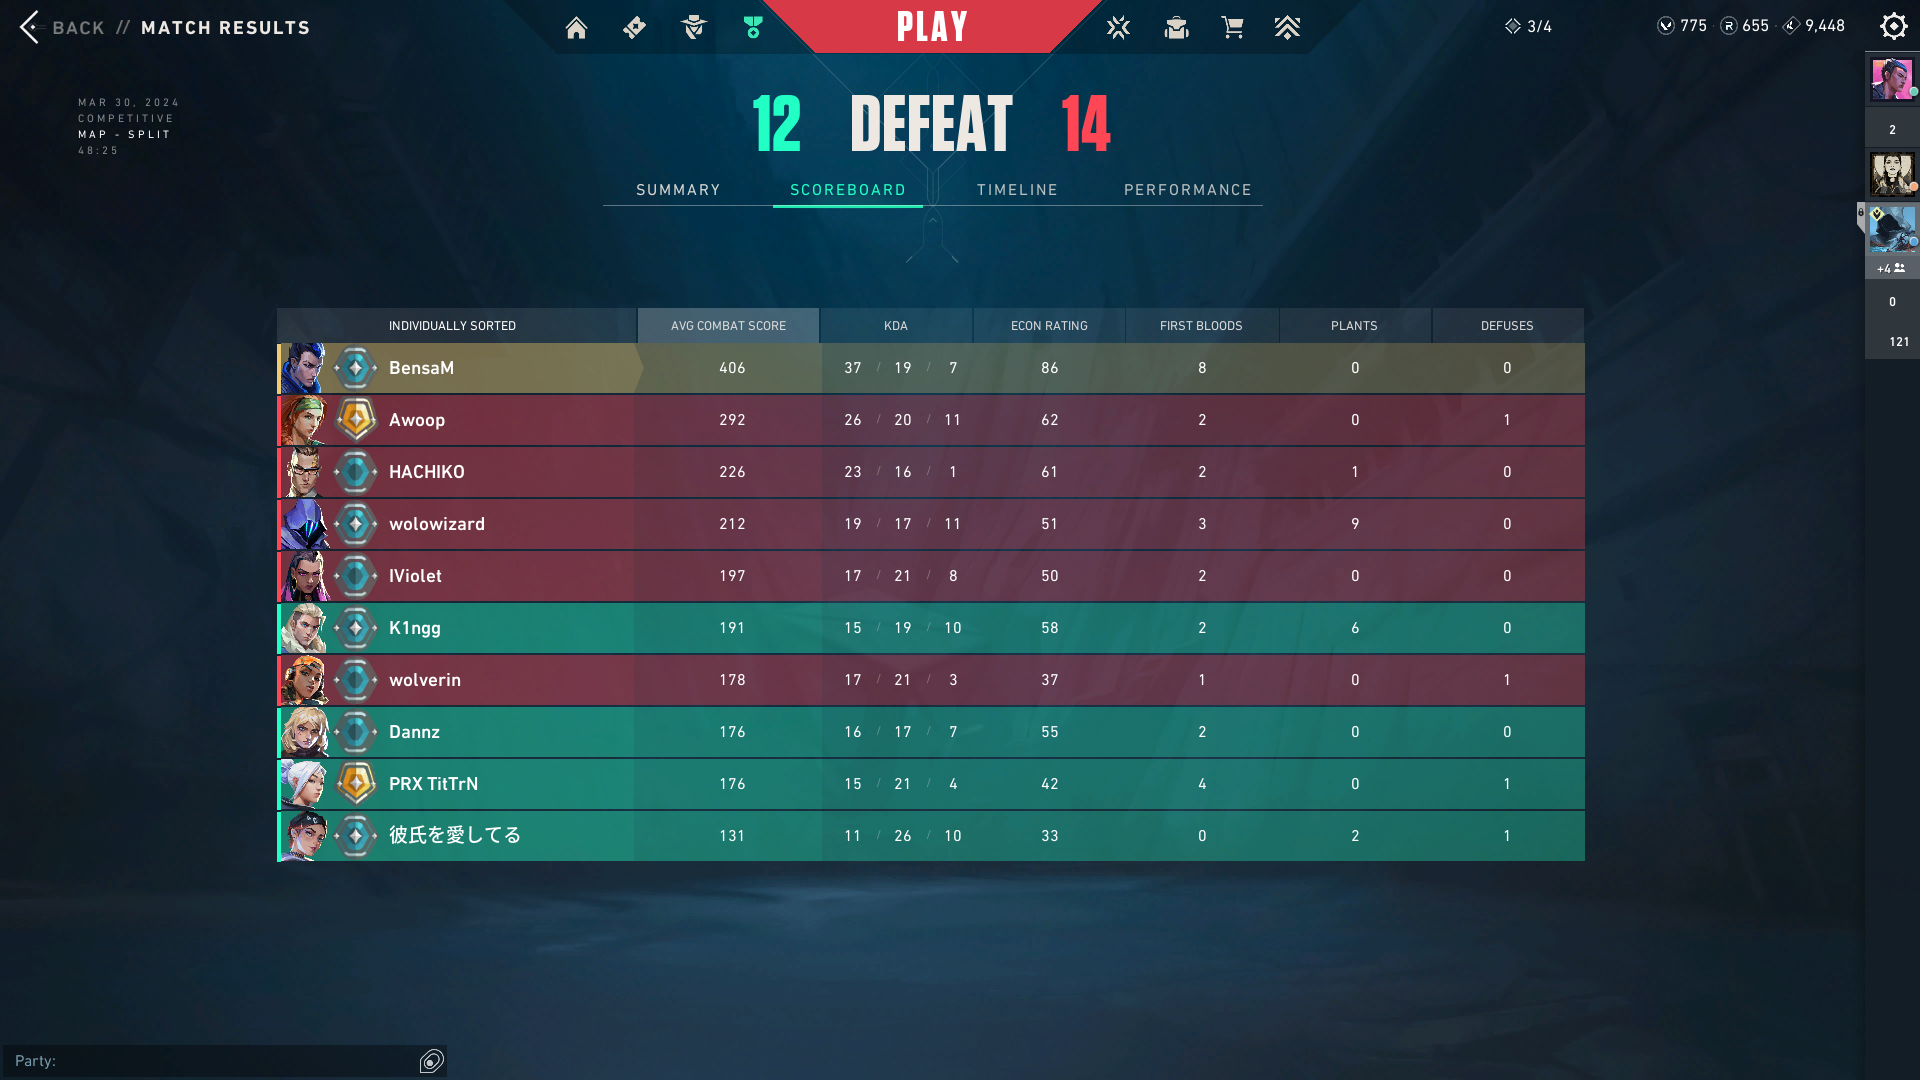 BACK // MATCH RESULTS
PLAY
3/4
775 655 9,448
MAR 30, 2024
COMPETITIVE
MAP - SPLIT
48:25
12 DEFEAT 14
SUMMARY SCOREBOARD TIMELINE PERFORMANCE
INDIVIDUALLY SORTED AVG COMBAT SCORE KDA ECON RATING FIRST BLOODS PLANTS DEFUSES
BensaM 406 37 / 19 / 7 86 8 0 0
Awoop 292 26 / 20 / 11 62 2 0 1
HACHIKO 226 23 / 16 / 1 61 2 1 0
wolowizard 212 19 / 17 / 11 51 3 9 0
IViolet 197 17 / 21 / 8 50 2 0 0
K1ngg 191 15 / 19 / 10 58 2 6 0
wolverin 178 17 / 21 / 3 37 1 0 1
Dannz 176 16 / 17 / 7 55 2 0 0
PRX TitTrN 176 15 / 21 / 4 42 4 0 1
彼氏を愛してる 131 11 / 26 / 10 33 0 2 1
2
+4
0
121
Party: